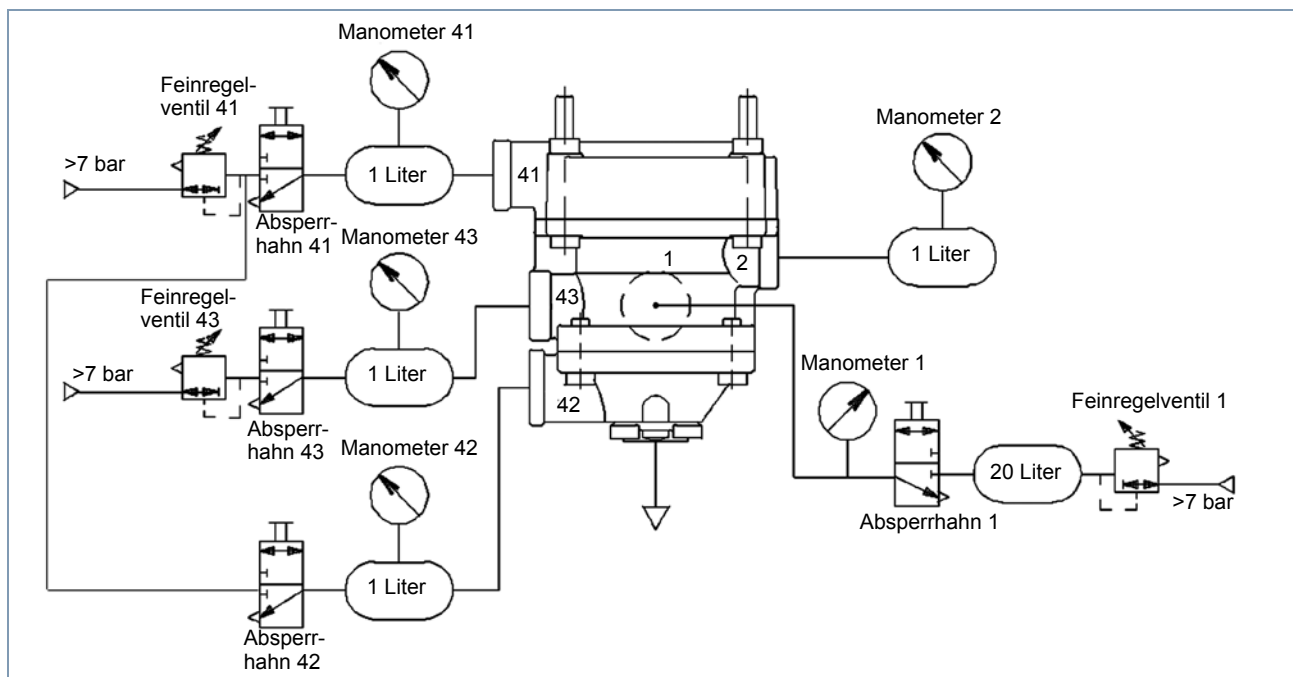 Manometer 41
Feinregel-
ventil 41
>7 bar
1 Liter
41
Absperr-
hahn 41
Manometer 2
1 Liter
2
1
Manometer 43
Feinregel-
ventil 43
>7 bar
1 Liter
43
Absperr-
hahn 43
Manometer 42
42
1 Liter
Absperr-
hahn 42
Manometer 1
Feinregelventil 1
20 Liter
>7 bar
Absperrhahn 1